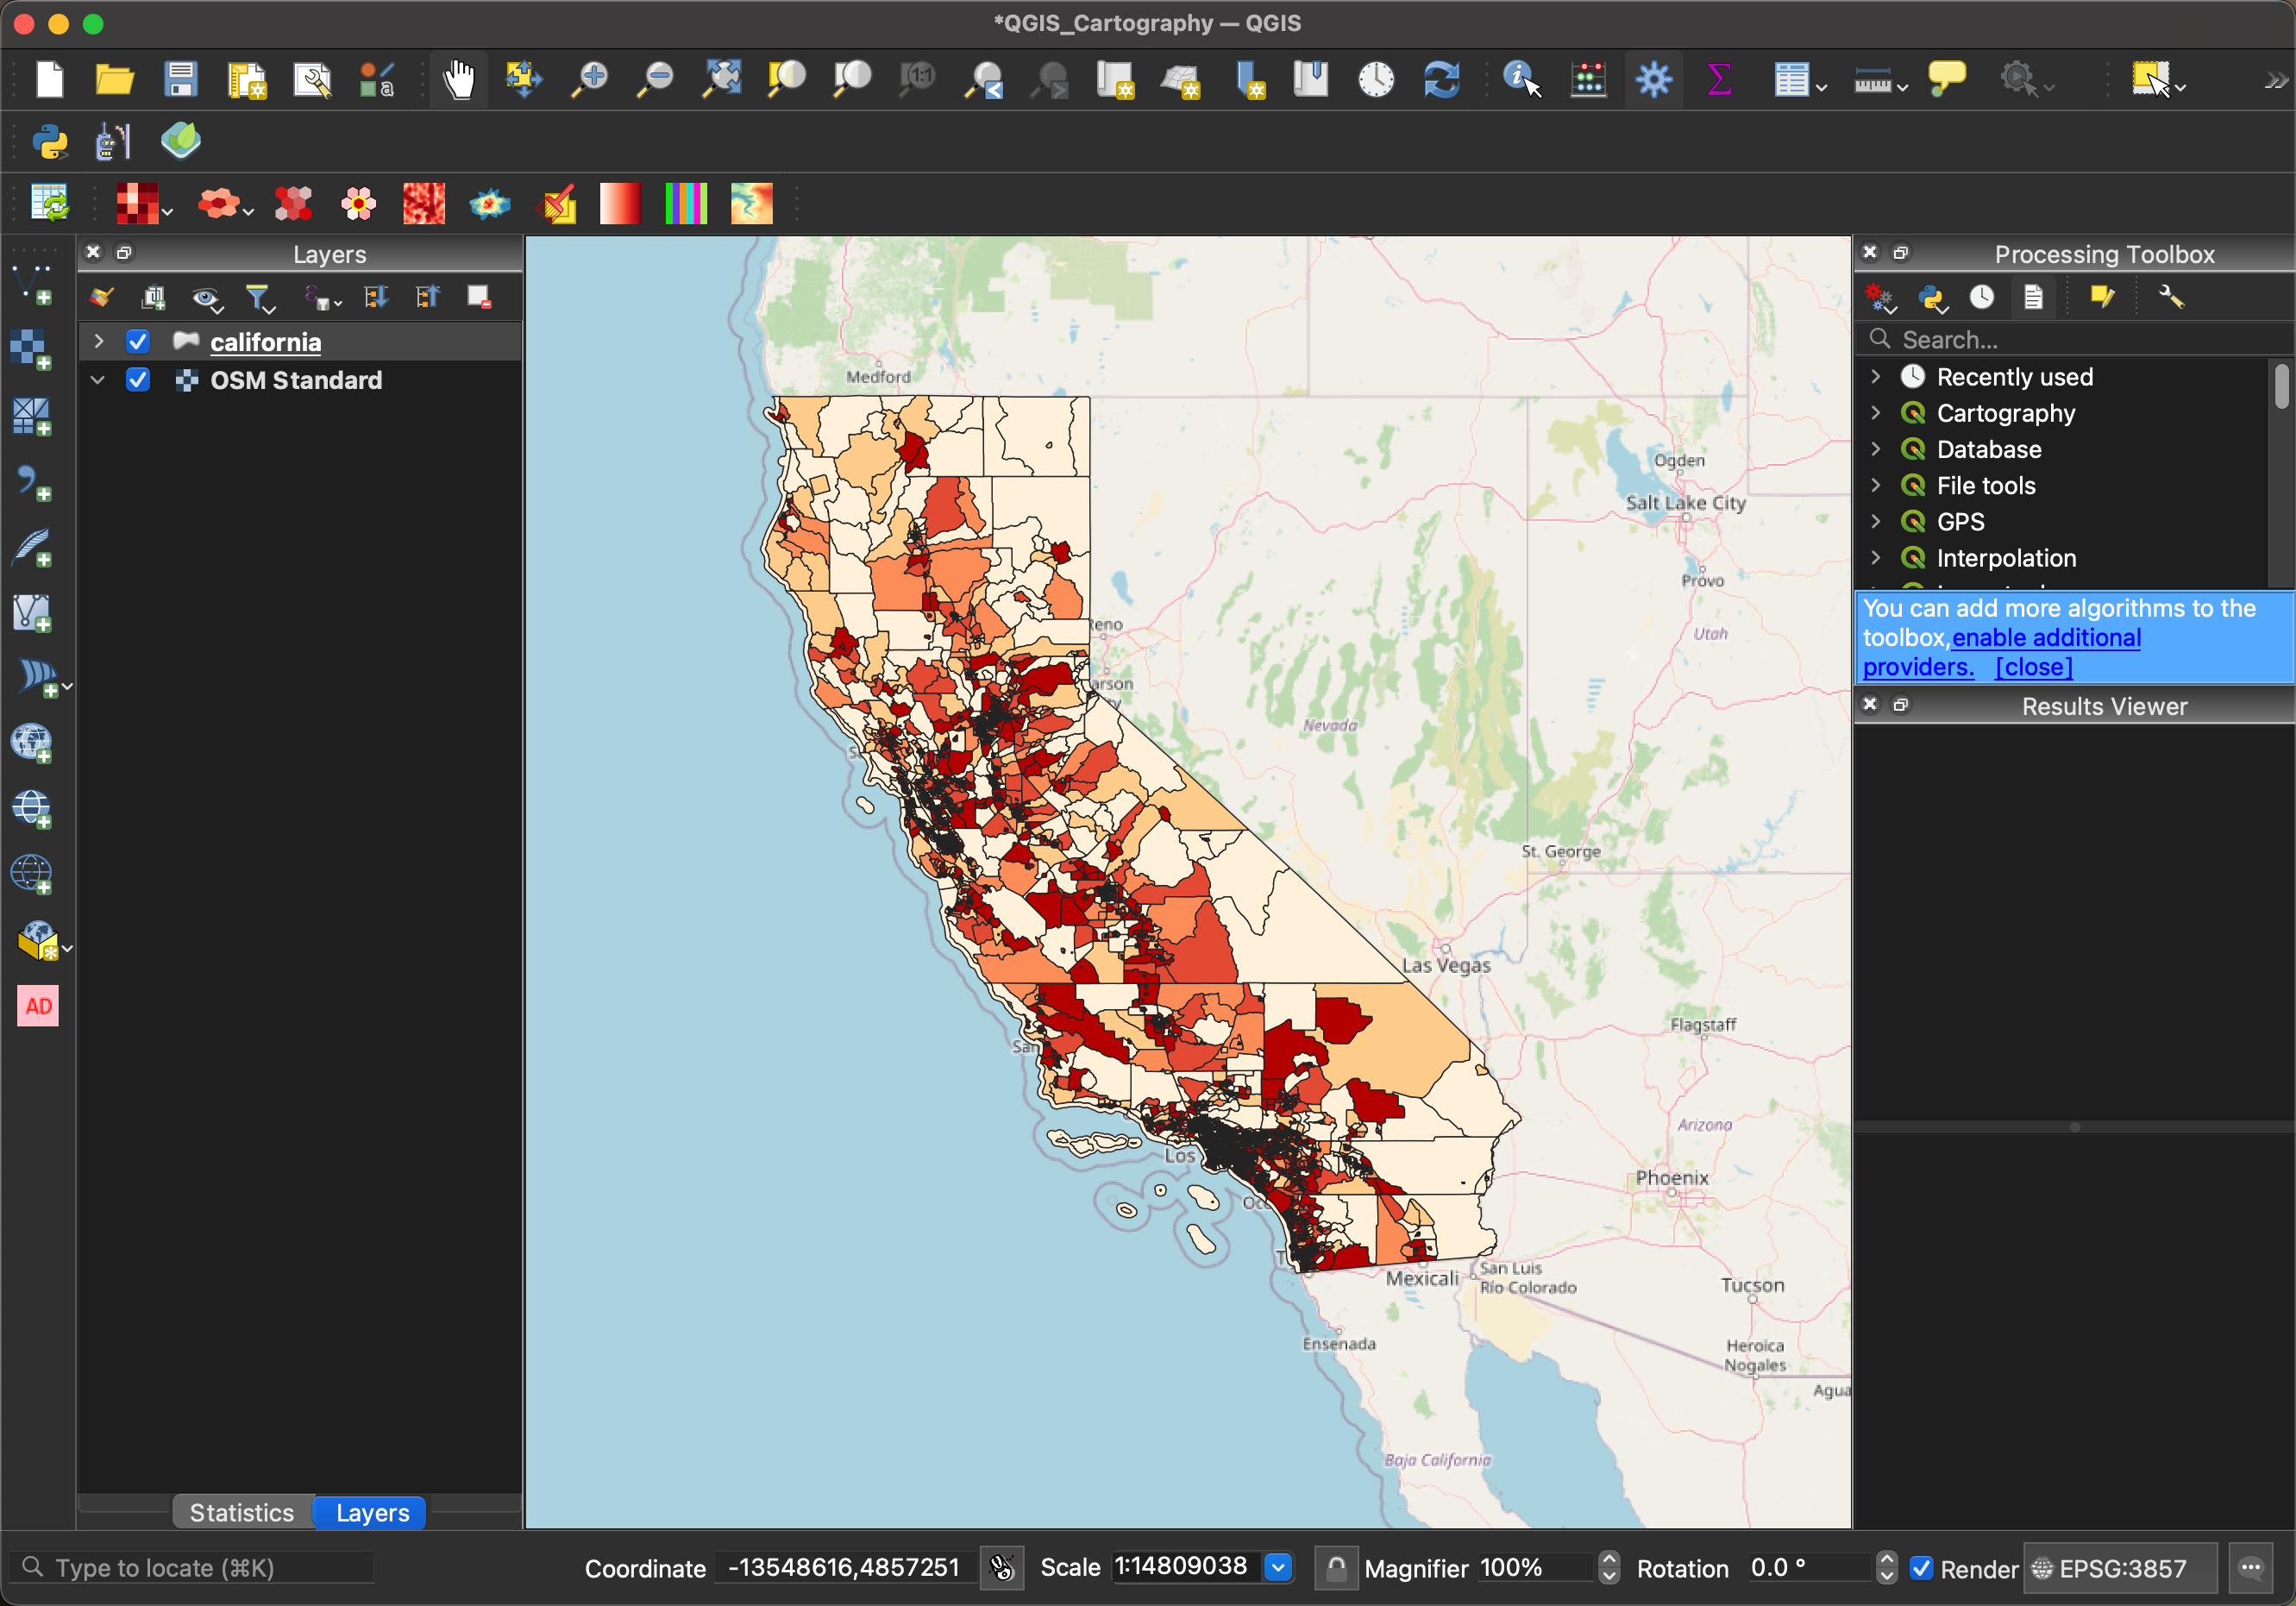 *QGIS_Cartography — QGIS
1:1
a
Layers
california
OSM Standard
AD
Statistics
Layers
Medford
Ogden
Salt Lake City
Provo
Reno
Utah
Nevada
St. George
Las Vegas
Flagstaff
San
Arizona
Los
Phoenix
Mexicali
San Luis
Río Colorado
Tucson
Ensenada
Heroica
Nogales
Agua
Baja California
Processing Toolbox
Search...
Recently used
Cartography
Database
File tools
GPS
Interpolation
You can add more algorithms to the
toolbox,enable additional
providers. [close]
Results Viewer
Type to locate (⌘K)
Coordinate -13548616,4857251
Scale 1:14809038
Magnifier 100%
Rotation 0.0 °
Render
EPSG:3857